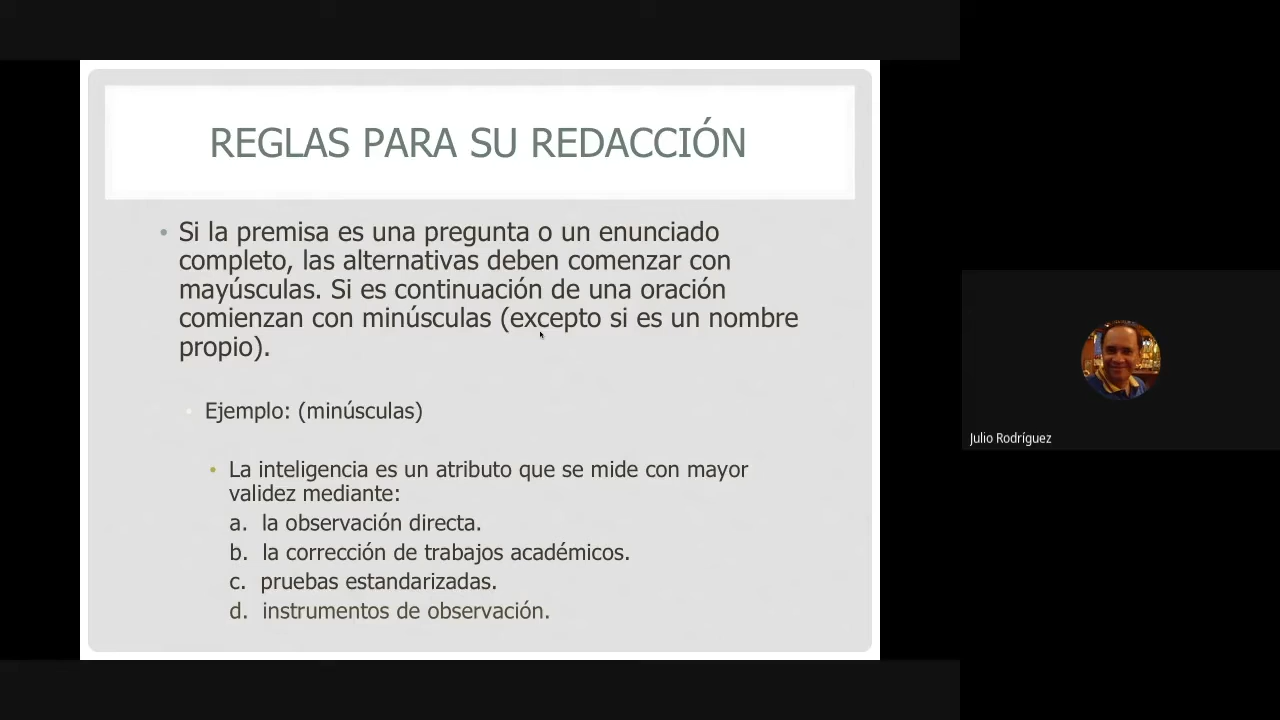 REGLAS PARA SU REDACCIÓN
• Si la premisa es una pregunta o un enunciado
completo, las alternativas deben comenzar con
mayúsculas. Si es continuación de una oración
comienzan con minúsculas (excepto si es un nombre
propio).
• Ejemplo: (minúsculas)
• La inteligencia es un atributo que se mide con mayor
validez mediante:
a. la observación directa.
b. la corrección de trabajos académicos.
c. pruebas estandarizadas.
d. instrumentos de observación.
Julio Rodríguez